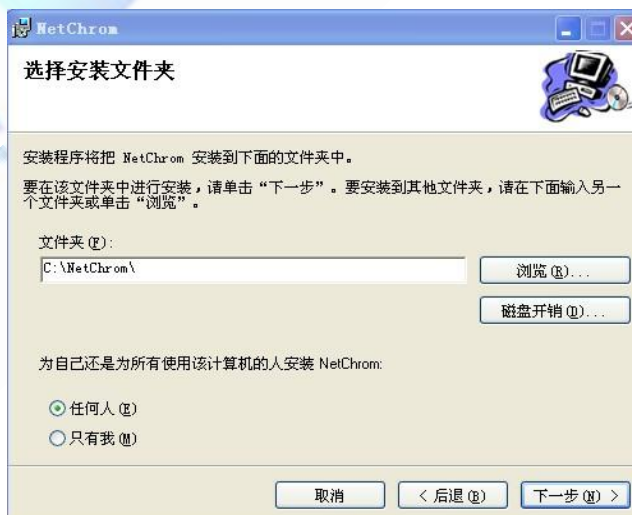 NetChrom
选择安装文件夹
安装程序将把 NetChrom 安装到下面的文件夹中。
要在该文件夹中进行安装，请单击“下一步”。要安装到其他文件夹，请在下面输入另一
个文件夹或单击“浏览”。
文件夹(F):
C:\NetChrom\
浏览(R)...
磁盘开销(D)...
为自己还是为所有使用该计算机的人安装 NetChrom:
任何人(E)
只有我(M)
取消
< 后退(B)
下一步(N) >